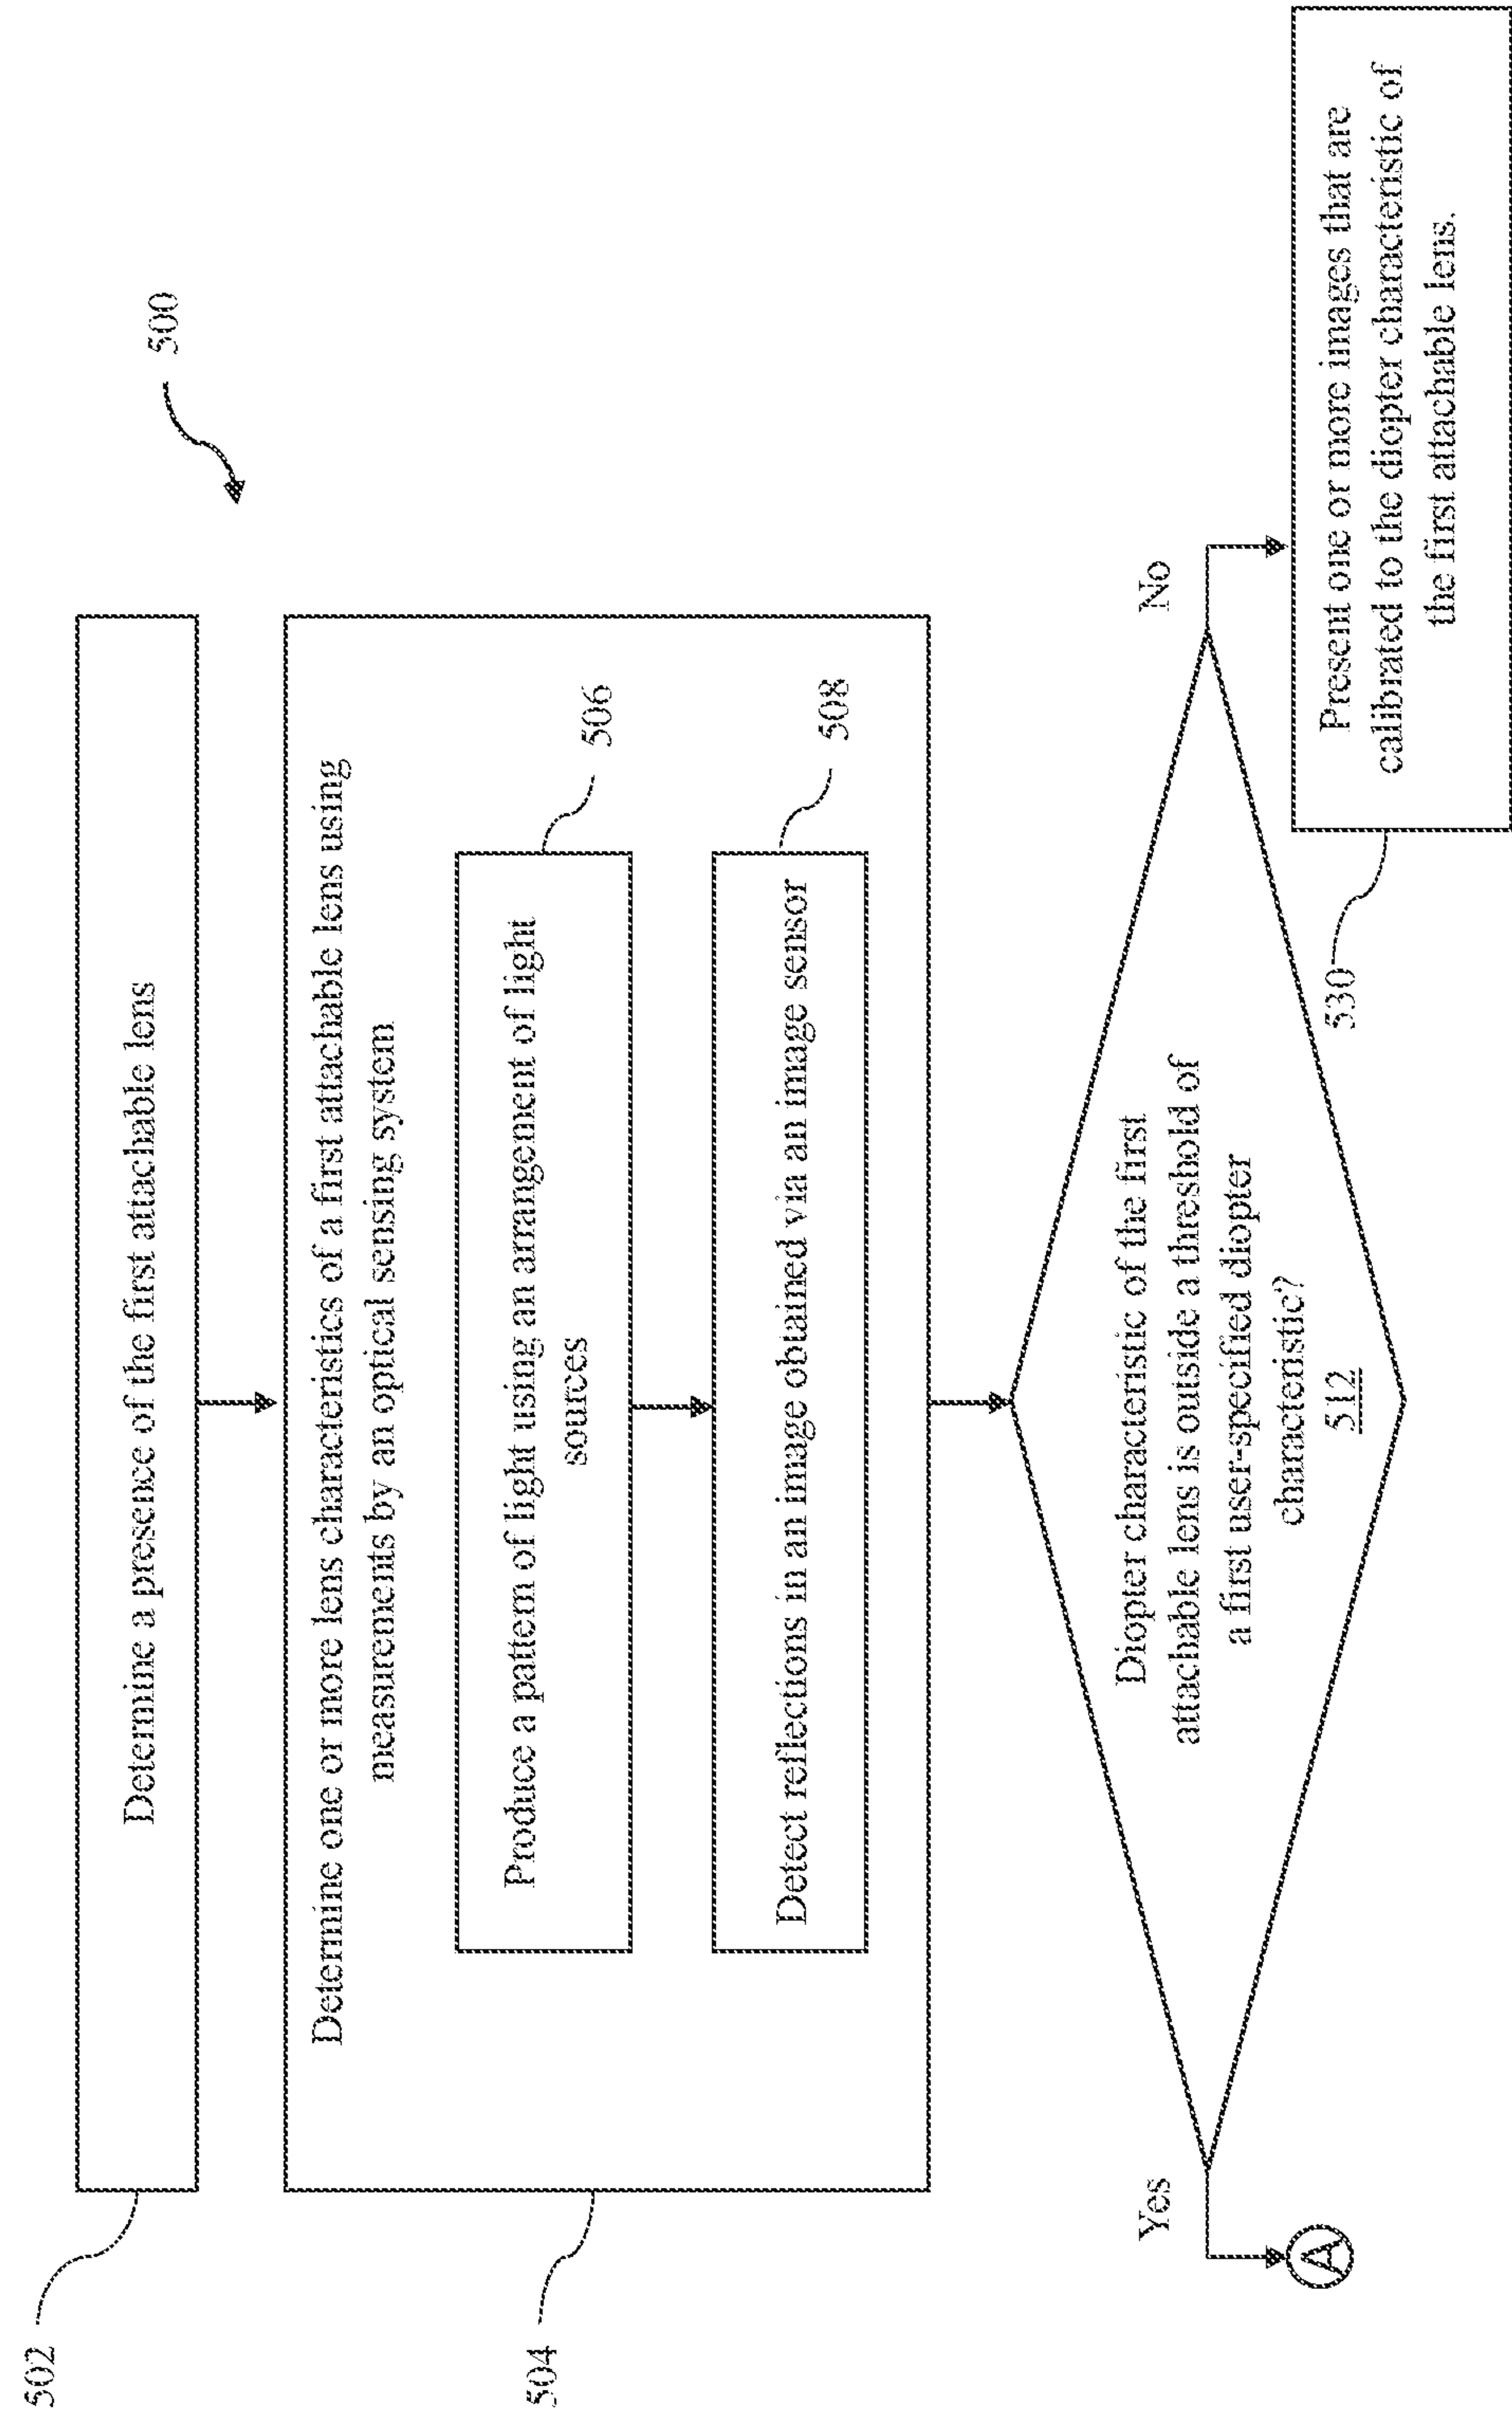 500
502
Determine a presence of the first attachable lens
504
Determine one or more lens characteristics of a first attachable lens using
measurements by an optical sensing system
506
Produce a pattern of light using an arrangement of light
sources
508
Detect reflections in an image obtained via an image sensor
Diopter characteristic of the first
attachable lens is outside a threshold of
a first user-specified diopter
characteristic?
512
Yes
A
No
530
Present one or more images that are
calibrated to the diopter characteristic of
the first attachable lens.